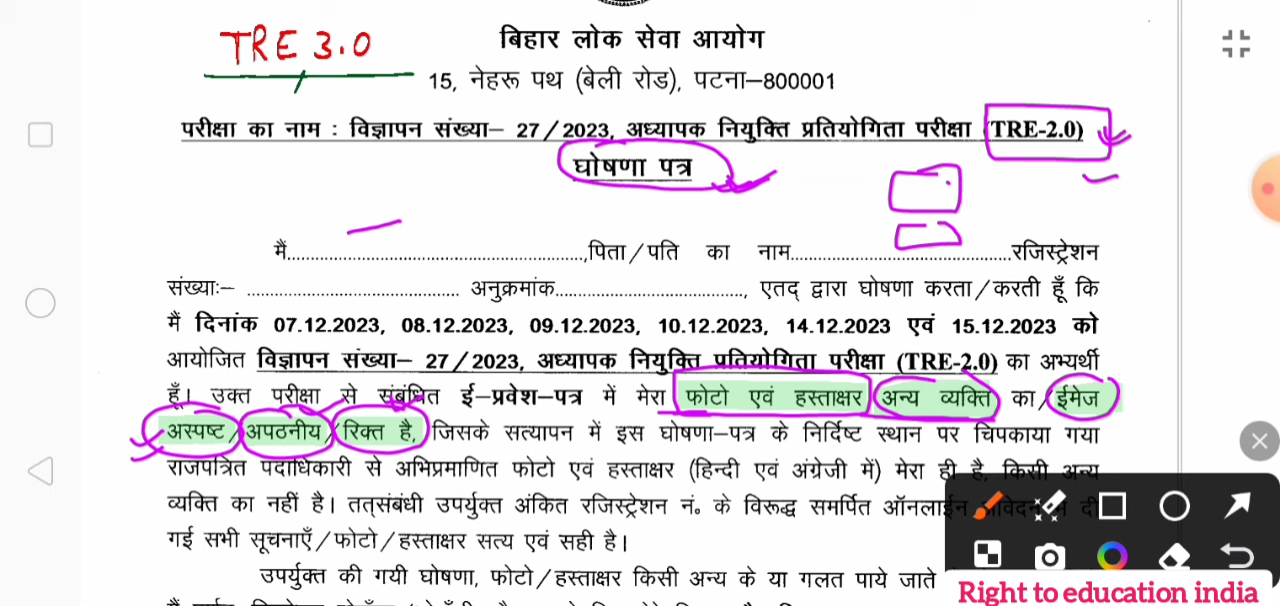 TRE 3.0
बिहार लोक सेवा आयोग
15, नेहरू पथ (बेली रोड), पटना–800001
परीक्षा का नाम : विज्ञापन संख्या– 27/2023, अध्यापक नियुक्ति प्रतियोगिता परीक्षा (TRE-2.0)
घोषणा पत्र
मैं......................................................,पिता/पति का नाम.........................................रजिस्ट्रेशन
संख्याः– ....................................... अनुक्रमांक..................................., एतद् द्वारा घोषणा करता/करती हूँ कि
मैं दिनांक 07.12.2023, 08.12.2023, 09.12.2023, 10.12.2023, 14.12.2023 एवं 15.12.2023 को
आयोजित विज्ञापन संख्या– 27/2023, अध्यापक नियुक्ति प्रतियोगिता परीक्षा (TRE-2.0) का अभ्यर्थी
हूँ। उक्त परीक्षा से संबंधित ई–प्रवेश–पत्र में मेरा फोटो एवं हस्ताक्षर अन्य व्यक्ति का/ईमेज
अस्पष्ट/अपठनीय/रिक्त है, जिसके सत्यापन में इस घोषणा–पत्र के निर्दिष्ट स्थान पर चिपकाया गया
राजपत्रित पदाधिकारी से अभिप्रमाणित फोटो एवं हस्ताक्षर (हिन्दी एवं अंग्रेजी में) मेरा ही है, किसी अन्य
व्यक्ति का नहीं है। तत्संबंधी उपर्युक्त अंकित रजिस्ट्रेशन नं. के विरूद्ध समर्पित ऑनलाईन दी
गई सभी सूचनाएँ/फोटो/हस्ताक्षर सत्य एवं सही है।
उपर्युक्त की गयी घोषणा, फोटो/हस्ताक्षर किसी अन्य के या गलत पाये जाते
Right to education india